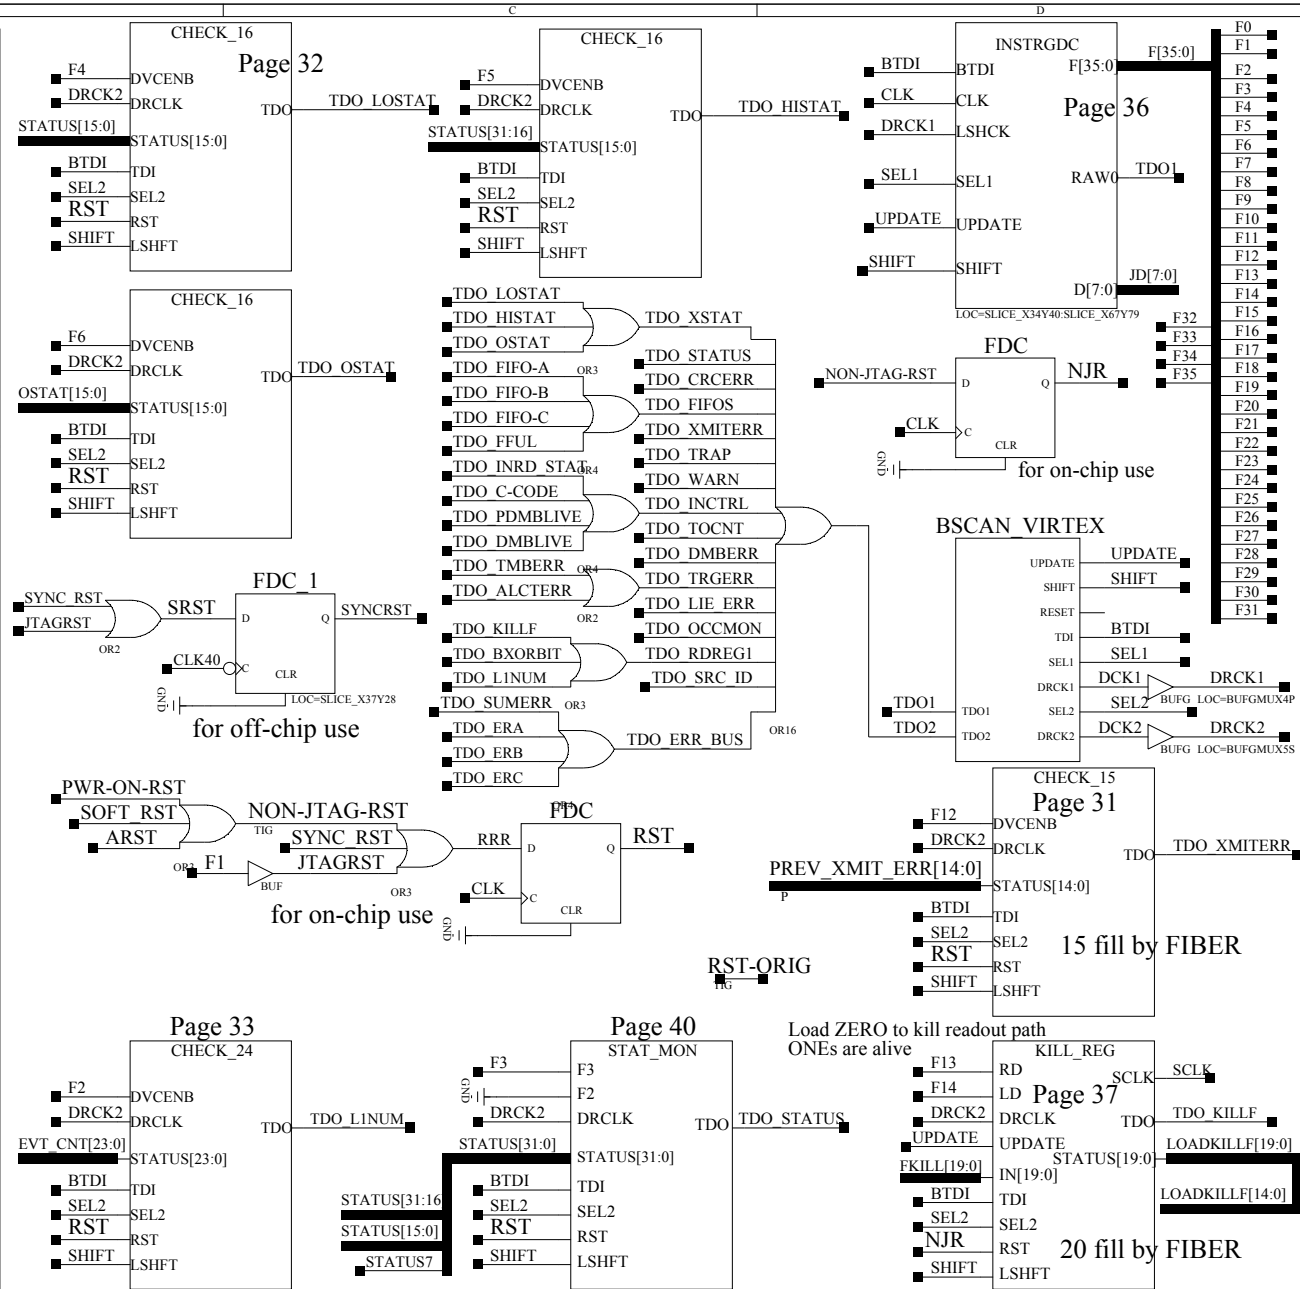 C
D
CHECK_16
Page 32
F4
DVCENB
DRCK2
DRCLK
TDO
TDO_LOSTAT
STATUS[15:0]
STATUS[15:0]
BTDI
TDI
SEL2
SEL2
RST
RST
SHIFT
LSHFT
CHECK_16
F5
DVCENB
DRCK2
DRCLK
TDO
TDO_HISTAT
STATUS[31:16]
STATUS[15:0]
BTDI
TDI
SEL2
SEL2
RST
RST
SHIFT
LSHFT
INSTRGDC
Page 36
BTDI
BTDI
F[35:0]
F[35:0]
CLK
CLK
DRCK1
LSHCK
RAW0
TDO1
SEL1
SEL1
UPDATE
UPDATE
SHIFT
SHIFT
D[7:0]
JD[7:0]
LOC=SLICE_X34Y40:SLICE_X67Y79
F0
F1
F2
F3
F4
F5
F6
F7
F8
F9
F10
F11
F12
F13
F14
F15
F16
F17
F18
F19
F20
F21
F22
F23
F24
F25
F26
F27
F28
F29
F30
F31
F32
F33
F34
F35
CHECK_16
F6
DVCENB
DRCK2
DRCLK
TDO
TDO_OSTAT
OSTAT[15:0]
STATUS[15:0]
BTDI
TDI
SEL2
SEL2
RST
RST
SHIFT
LSHFT
TDO_LOSTAT
TDO_HISTAT
TDO_OSTAT
OR3
TDO_XSTAT
TDO_FIFO-A
TDO_FIFO-B
TDO_FIFO-C
TDO_FFUL
OR4
TDO_INRD_STAT
TDO_C-CODE
TDO_PDMBLIVE
TDO_DMBLIVE
OR4
TDO_TMBERR
TDO_ALCTERR
OR2
TDO_KILLF
TDO_BXORBIT
TDO_L1NUM
OR3
TDO_SUMERR
TDO_ERA
TDO_ERB
TDO_ERC
OR4
TDO_STATUS
TDO_CRCERR
TDO_FIFOS
TDO_XMITERR
TDO_TRAP
TDO_WARN
TDO_INCTRL
TDO_TOCNT
TDO_DMBERR
TDO_TRGERR
TDO_LIE_ERR
TDO_OCCMON
TDO_RDREG1
TDO_SRC_ID
TDO_ERR_BUS
OR16
FDC
NON-JTAG-RST
D
Q
NJR
CLK
C
CLR
GND
for on-chip use
BSCAN_VIRTEX
UPDATE
UPDATE
SHIFT
SHIFT
RESET
TDI
BTDI
SEL1
SEL1
DRCK1
DCK1
BUFG
DRCK1
LOC=BUFGMUX4P
TDO1
TDO1
SEL2
SEL2
TDO2
TDO2
DRCK2
DCK2
BUFG
DRCK2
LOC=BUFGMUX5S
FDC_1
SYNC_RST
JTAGRST
OR2
SRST
D
Q
SYNCRST
CLK40
C
CLR
GND
LOC=SLICE_X37Y28
for off-chip use
PWR-ON-RST
SOFT_RST
ARST
OR3
NON-JTAG-RST
TIG
SYNC_RST
F1
BUF
JTAGRST
OR3
RRR
FDC
D
Q
RST
CLK
C
CLR
GND
for on-chip use
RST-ORIG
TIG
CHECK_15
Page 31
F12
DVCENB
DRCK2
DRCLK
TDO
TDO_XMITERR
PREV_XMIT_ERR[14:0]
P
STATUS[14:0]
BTDI
TDI
SEL2
SEL2
15 fill by FIBER
RST
RST
SHIFT
LSHFT
Page 33
CHECK_24
F2
DVCENB
DRCK2
DRCLK
TDO
TDO_L1NUM
EVT_CNT[23:0]
STATUS[23:0]
BTDI
TDI
SEL2
SEL2
RST
RST
SHIFT
LSHFT
Page 40
STAT_MON
F3
F3
GND
F2
DRCK2
DRCLK
TDO
TDO_STATUS
STATUS[31:0]
STATUS[31:0]
BTDI
TDI
STATUS[31:16]
SEL2
SEL2
STATUS[15:0]
RST
RST
STATUS7
SHIFT
LSHFT
Load ZERO to kill readout path
ONEs are alive
KILL_REG
Page 37
F13
RD
SCLK
SCLK
F14
LD
DRCK2
DRCLK
TDO
TDO_KILLF
UPDATE
UPDATE
STATUS[19:0]
LOADKILLF[19:0]
FKILL[19:0]
IN[19:0]
BTDI
TDI
LOADKILLF[14:0]
SEL2
SEL2
NJR
RST
20 fill by FIBER
SHIFT
LSHFT